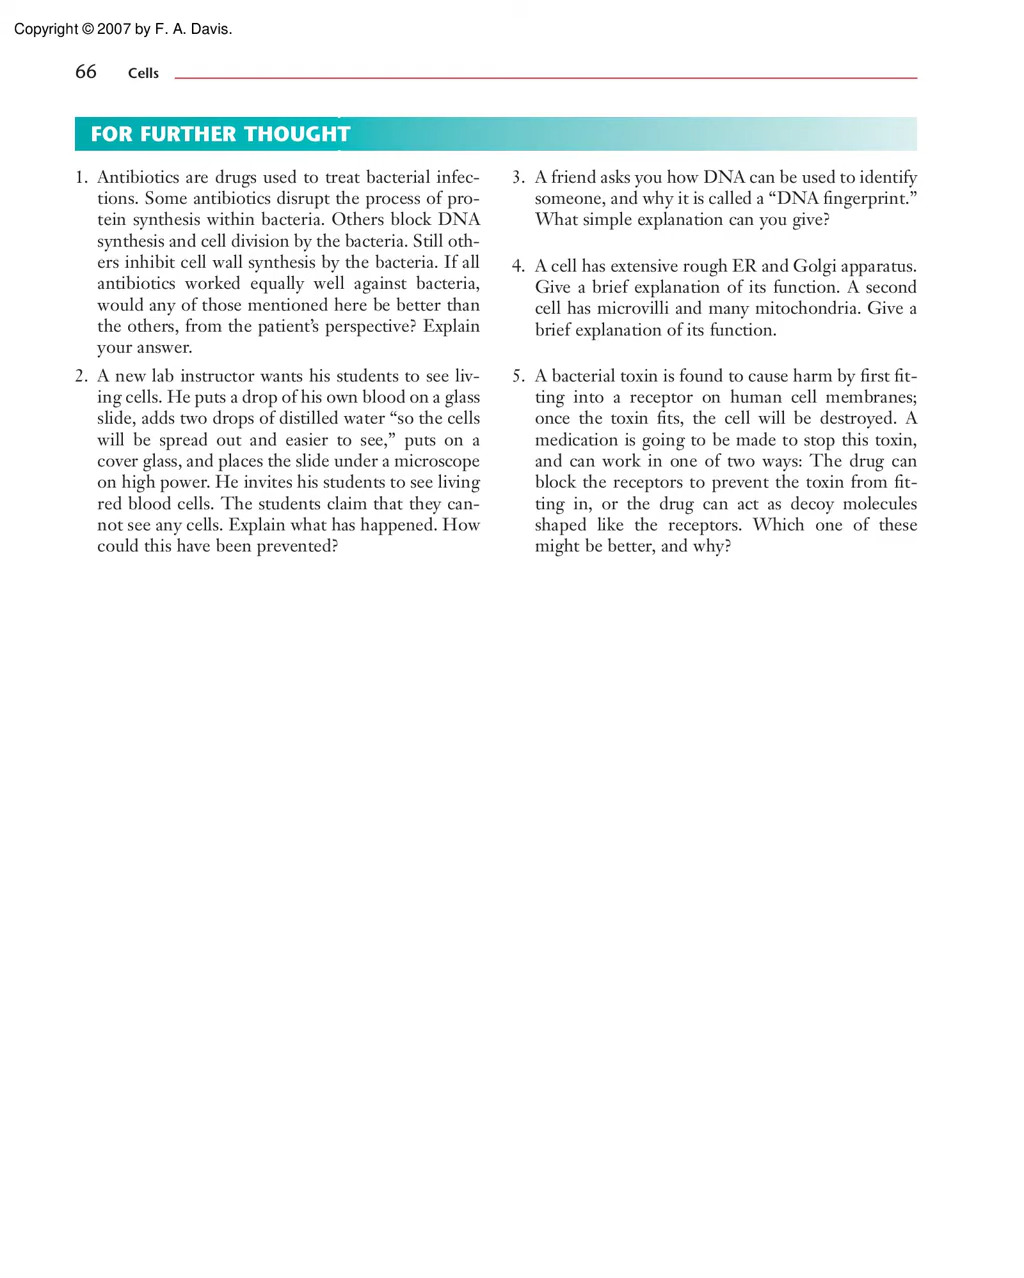 Copyright © 2007 by F. A. Davis.
66 Cells
FOR FURTHER THOUGHT
1. Antibiotics are drugs used to treat bacterial infec-
tions. Some antibiotics disrupt the process of pro-
tein synthesis within bacteria. Others block DNA
synthesis and cell division by the bacteria. Still oth-
ers inhibit cell wall synthesis by the bacteria. If all
antibiotics worked equally well against bacteria,
would any of those mentioned here be better than
the others, from the patient’s perspective? Explain
your answer.
2. A new lab instructor wants his students to see liv-
ing cells. He puts a drop of his own blood on a glass
slide, adds two drops of distilled water “so the cells
will be spread out and easier to see,” puts on a
cover glass, and places the slide under a microscope
on high power. He invites his students to see living
red blood cells. The students claim that they can-
not see any cells. Explain what has happened. How
could this have been prevented?
3. A friend asks you how DNA can be used to identify
someone, and why it is called a “DNA fingerprint.”
What simple explanation can you give?
4. A cell has extensive rough ER and Golgi apparatus.
Give a brief explanation of its function. A second
cell has microvilli and many mitochondria. Give a
brief explanation of its function.
5. A bacterial toxin is found to cause harm by first fit-
ting into a receptor on human cell membranes;
once the toxin fits, the cell will be destroyed. A
medication is going to be made to stop this toxin,
and can work in one of two ways: The drug can
block the receptors to prevent the toxin from fit-
ting in, or the drug can act as decoy molecules
shaped like the receptors. Which one of these
might be better, and why?